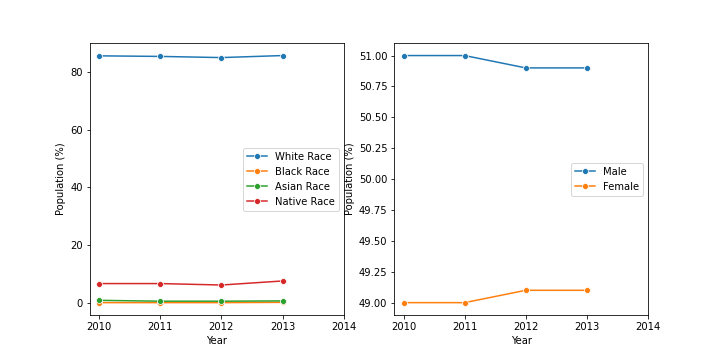 80
60
40
20
0
Population (%)
2010 2011 2012 2013 2014
Year
White Race
Black Race
Asian Race
Native Race
51.00
50.75
50.50
50.25
50.00
49.75
49.50
49.25
49.00
Population (%)
2010 2011 2012 2013 2014
Year
Male
Female